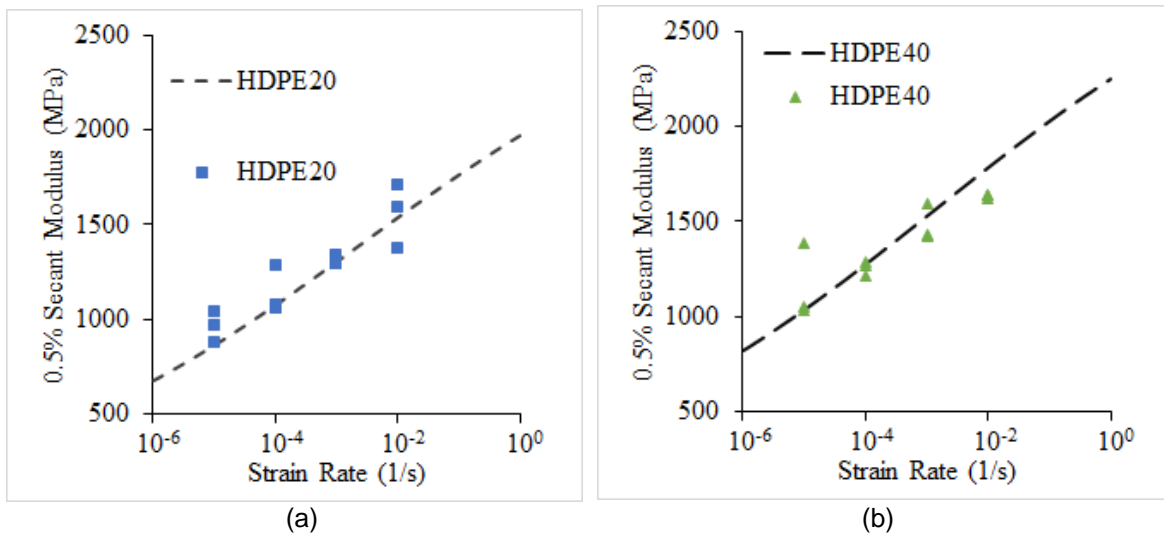 2500
2000
1500
1000
500
0.5% Secant Modulus (MPa)
HDPE20
HDPE20
10-6
10-4
10-2
100
Strain Rate (1/s)
(a)
2500
2000
1500
1000
500
0.5% Secant Modulus (MPa)
HDPE40
HDPE40
10-6
10-4
10-2
100
Strain Rate (1/s)
(b)